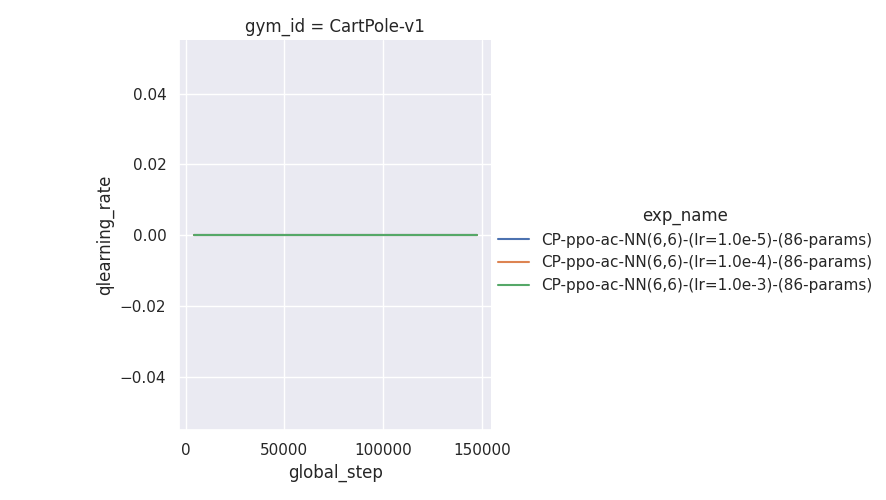 gym_id = CartPole-v1
0.04
0.02
0.00
−0.02
−0.04
qlearning_rate
0
50000
100000
150000
global_step
exp_name
CP-ppo-ac-NN(6,6)-(lr=1.0e-5)-(86-params)
CP-ppo-ac-NN(6,6)-(lr=1.0e-4)-(86-params)
CP-ppo-ac-NN(6,6)-(lr=1.0e-3)-(86-params)